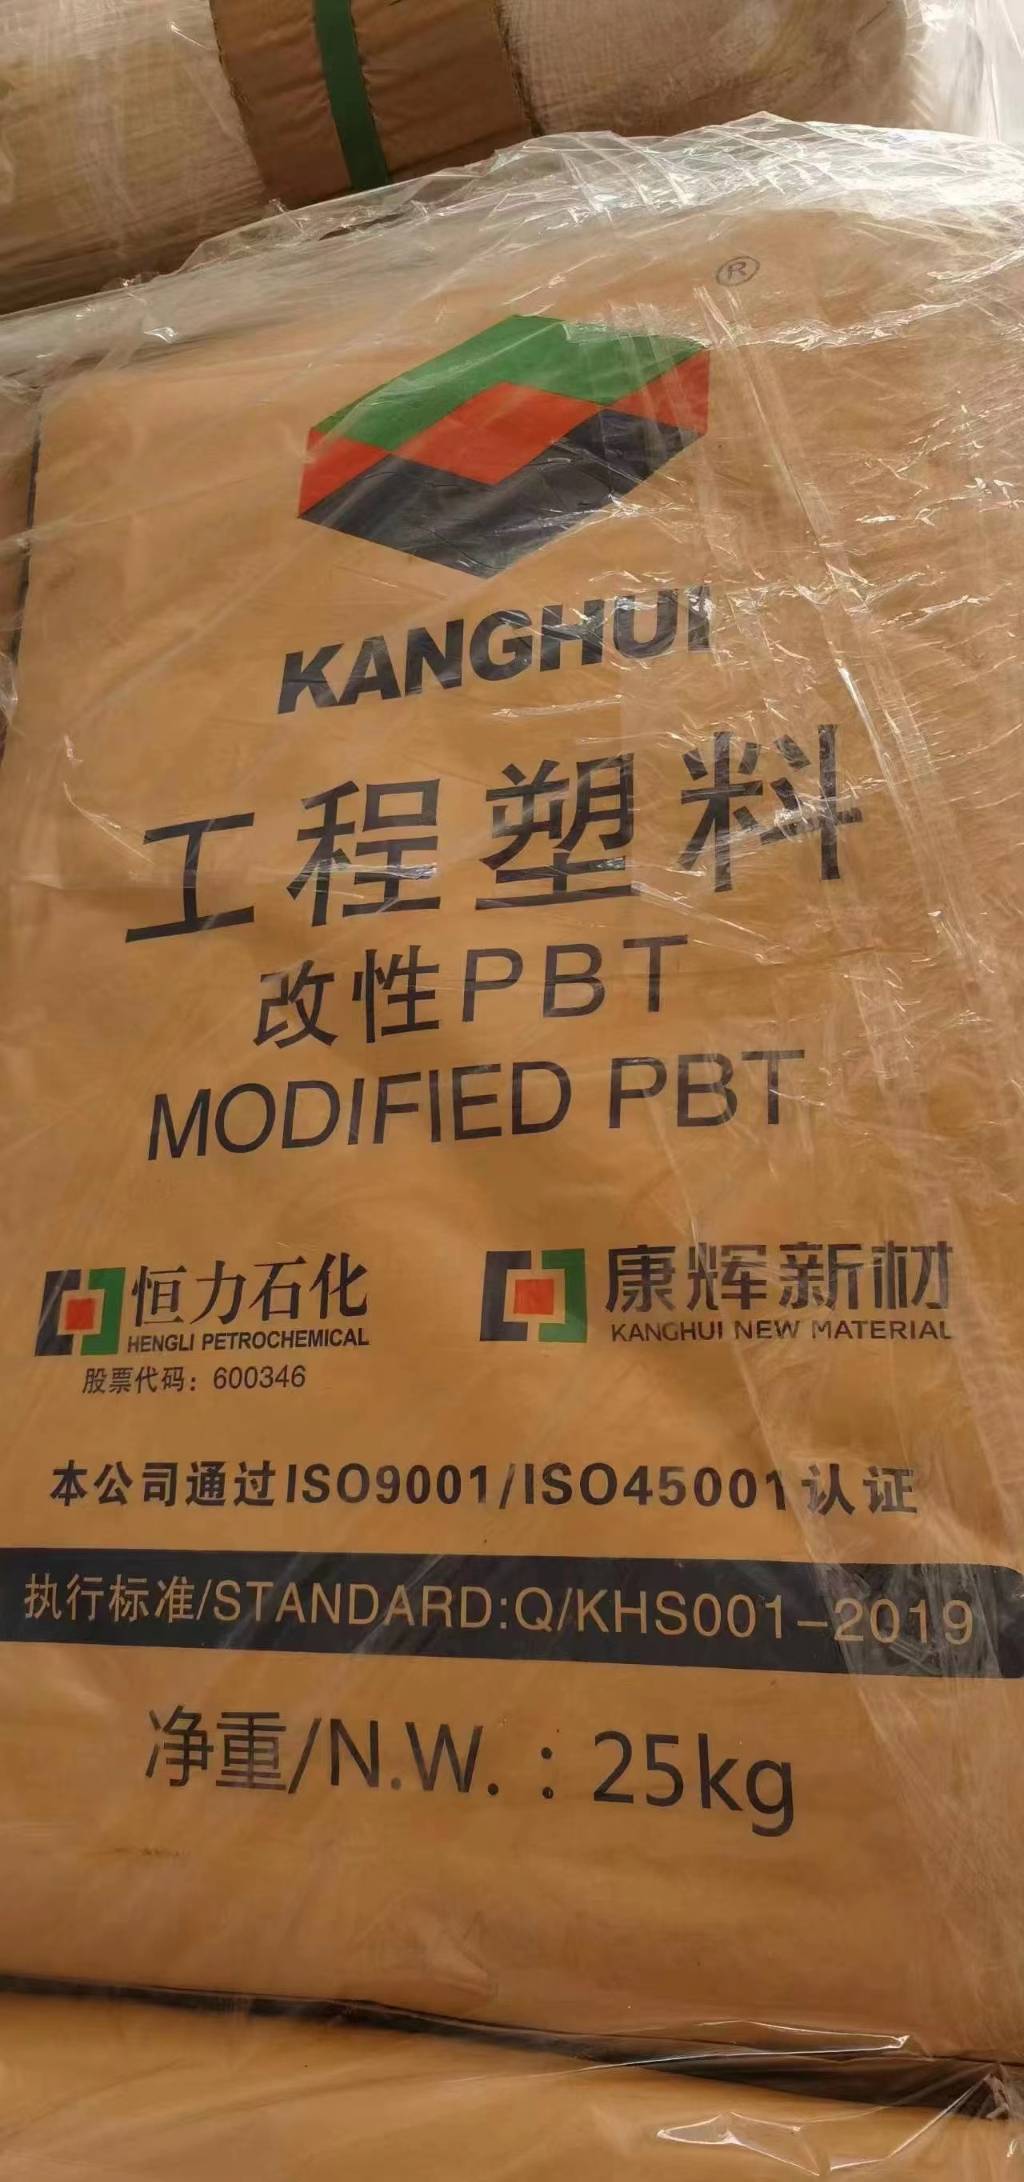 ®
KANGHUI
工程塑料
改性PBT
MODIFIED PBT
恒力石化
HENGLI PETROCHEMICAL
股票代码：600346
康辉新材
KANGHUI NEW MATERIAL
本公司通过ISO9001/ISO45001认证
执行标准/STANDARD:Q/KHS001-2019
净重/N.W.：25kg